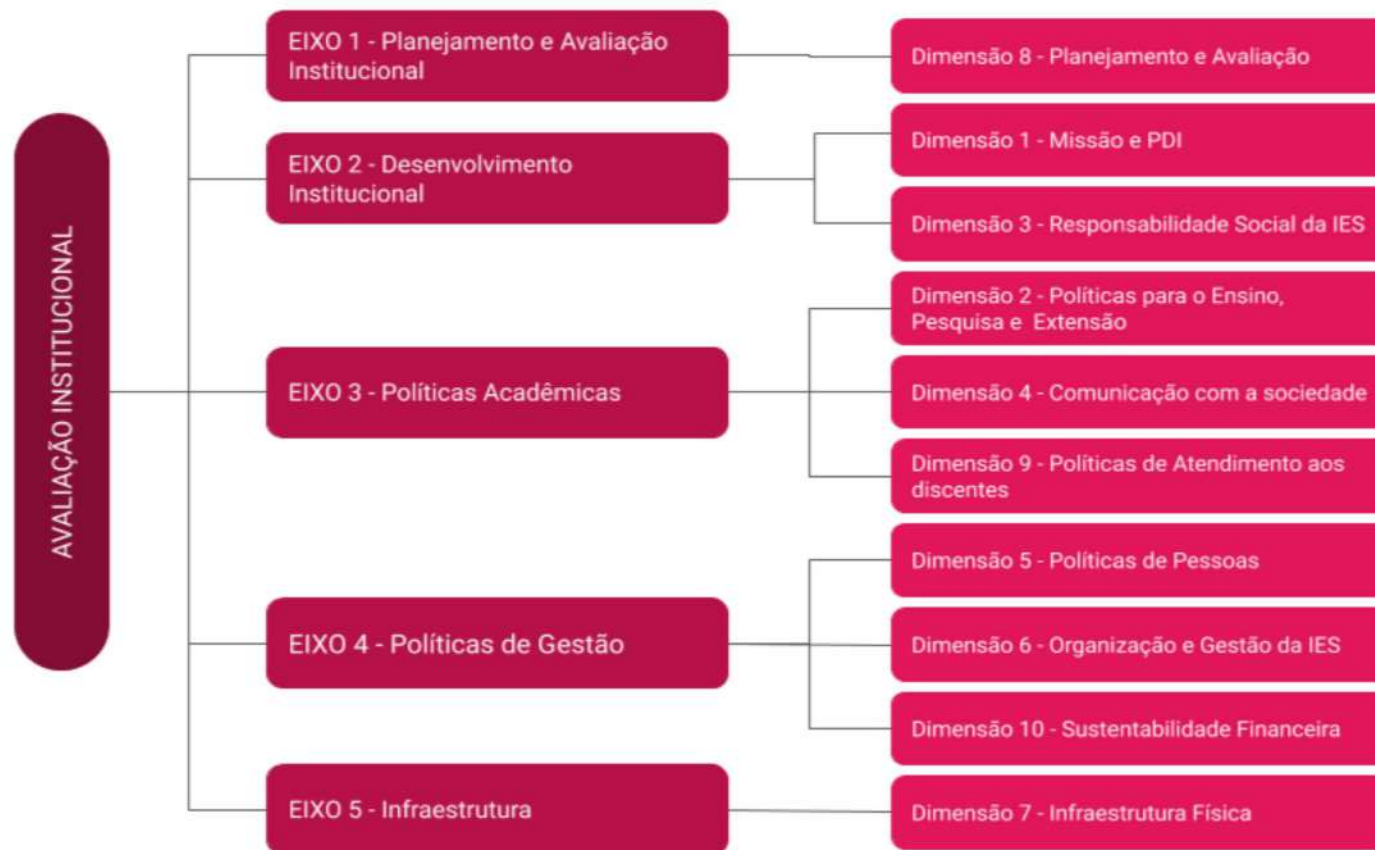 AVALIAÇÃO INSTITUCIONAL
EIXO 1 - Planejamento e Avaliação
Institucional
Dimensão 8 - Planejamento e Avaliação
EIXO 2 - Desenvolvimento
Institucional
Dimensão 1 - Missão e PDI
Dimensão 3 - Responsabilidade Social da IES
EIXO 3 - Políticas Acadêmicas
Dimensão 2 - Políticas para o Ensino,
Pesquisa e Extensão
Dimensão 4 - Comunicação com a sociedade
Dimensão 9 - Políticas de Atendimento aos
discentes
EIXO 4 - Políticas de Gestão
Dimensão 5 - Políticas de Pessoas
Dimensão 6 - Organização e Gestão da IES
Dimensão 10 - Sustentabilidade Financeira
EIXO 5 - Infraestrutura
Dimensão 7 - Infraestrutura Física